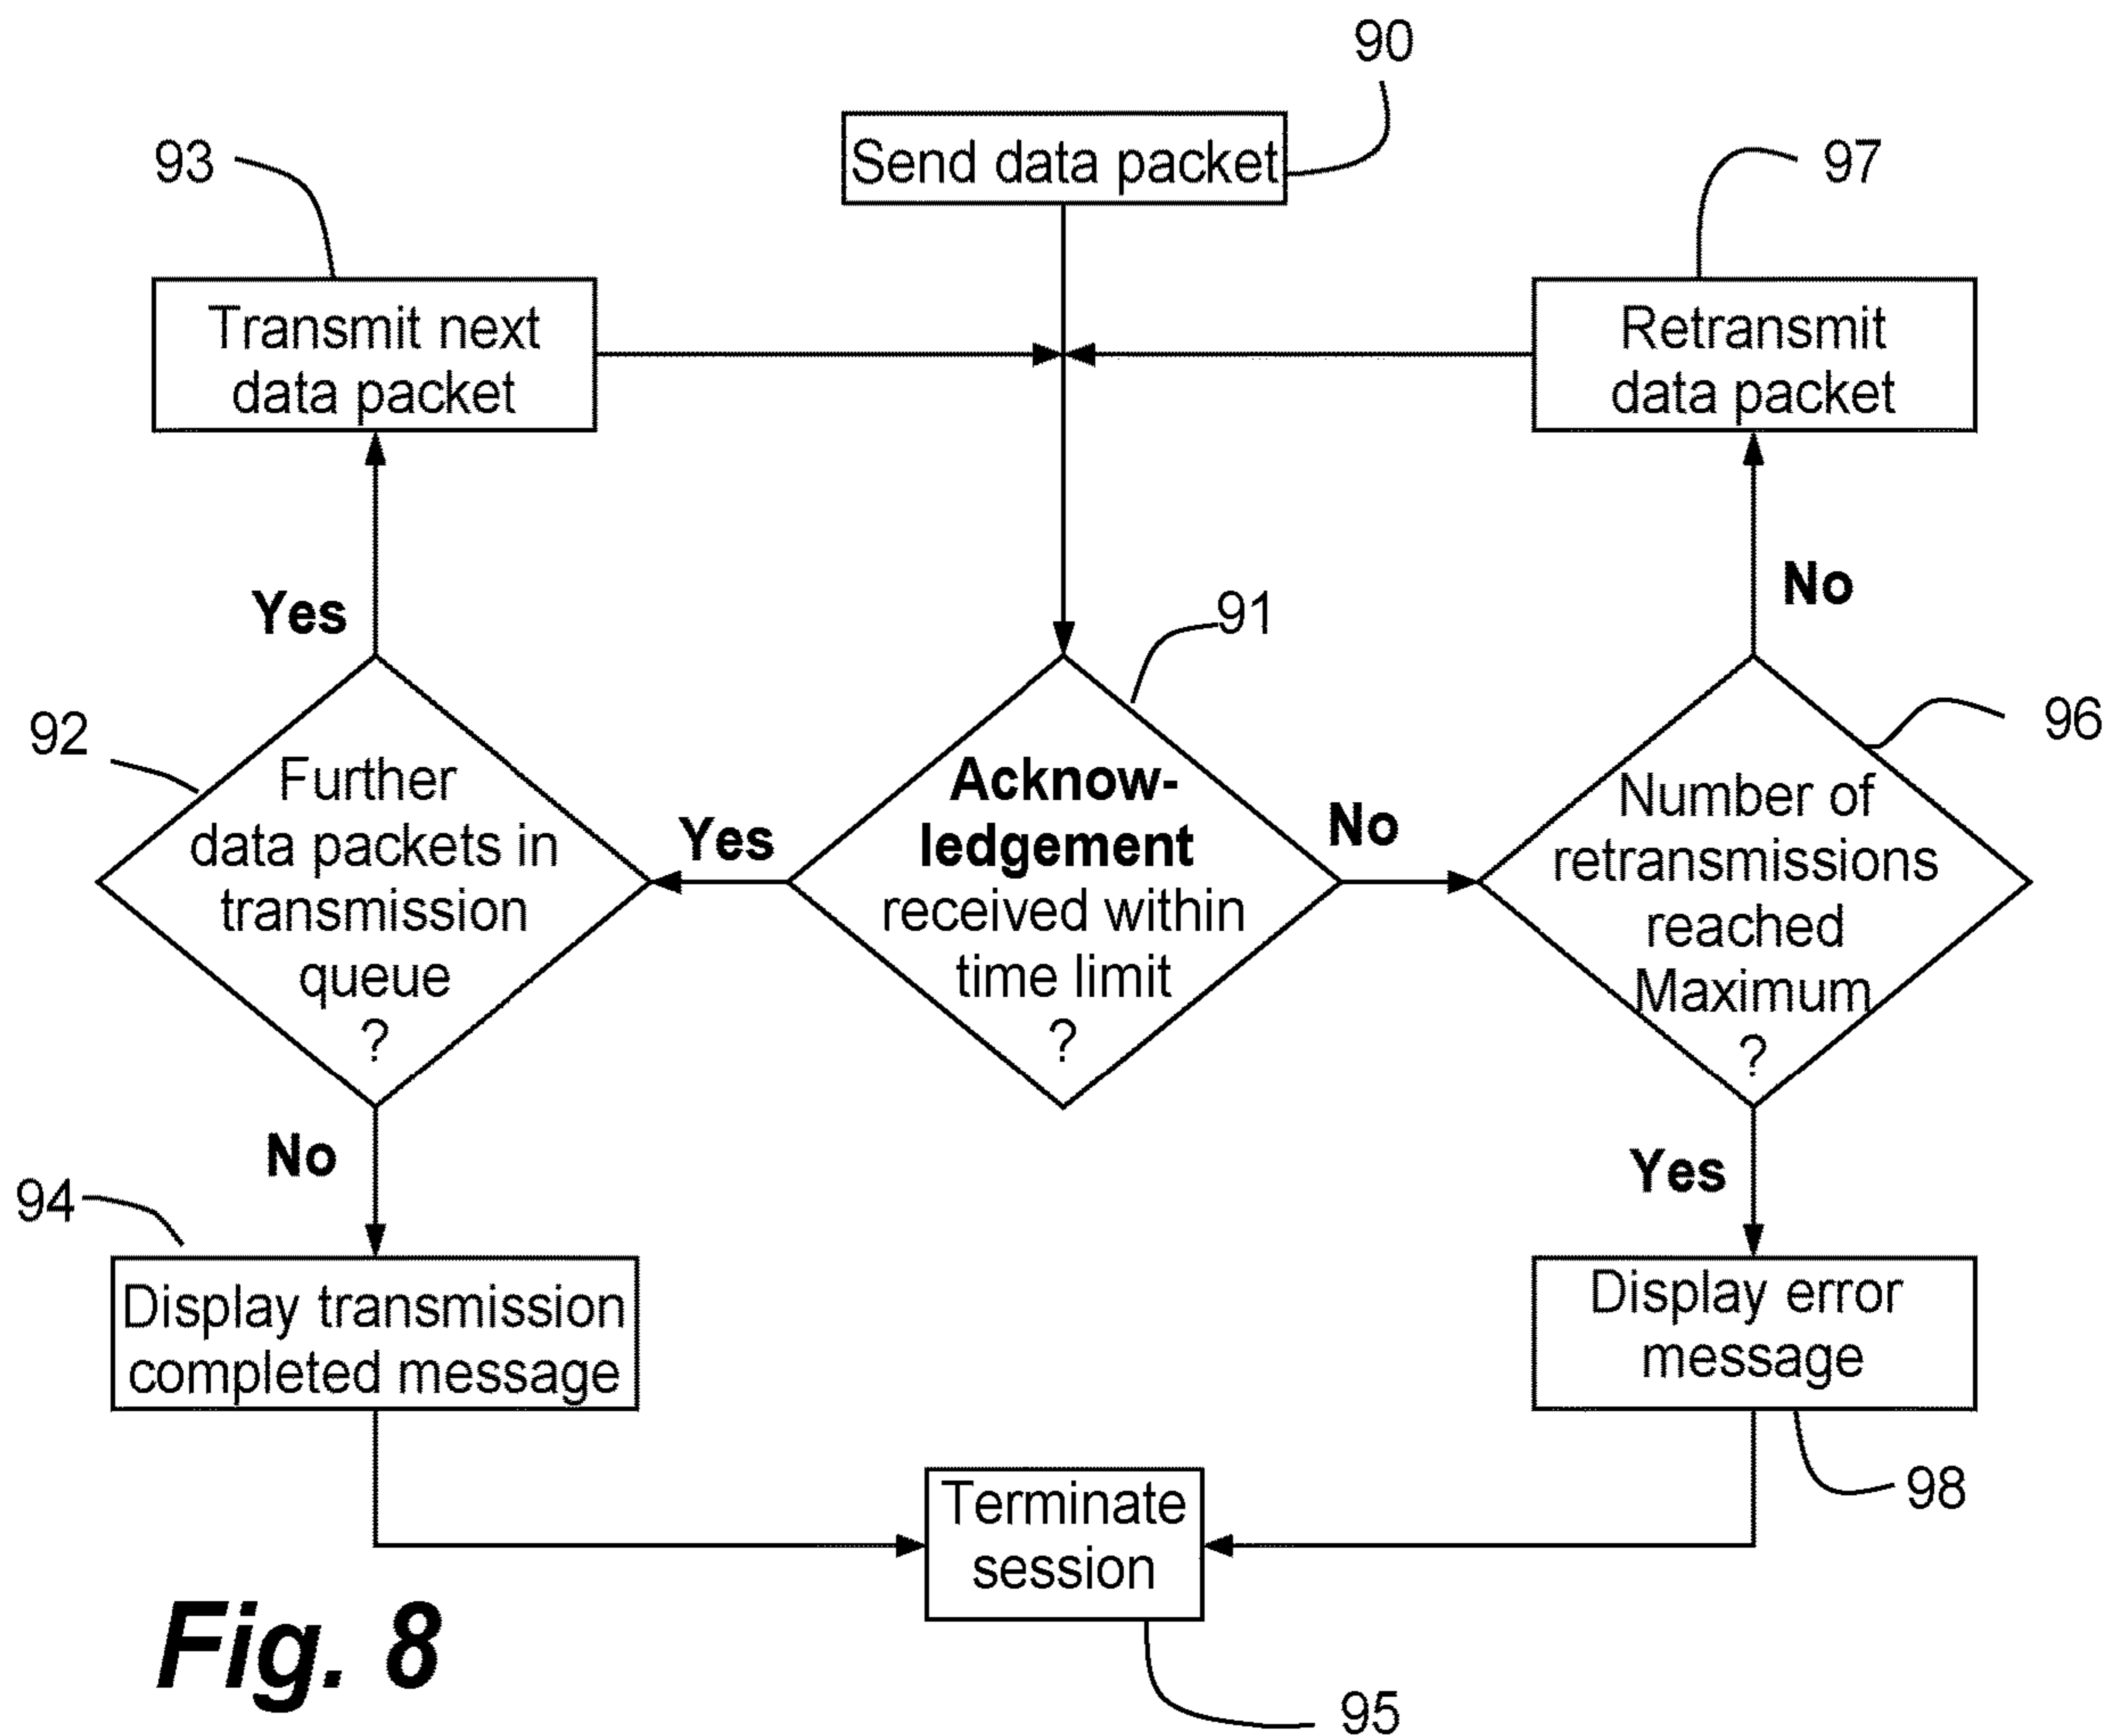 90
Send data packet
93
97
Transmit next
data packet
Retransmit
data packet
Yes
No
91
92
96
Further
data packets in
transmission
queue
?
Yes
Acknow-
ledgement
received within
time limit
?
No
Number of
retransmissions
reached
Maximum
?
No
Yes
94
Display transmission
completed message
Display error
message
98
Terminate
session
95
Fig. 8